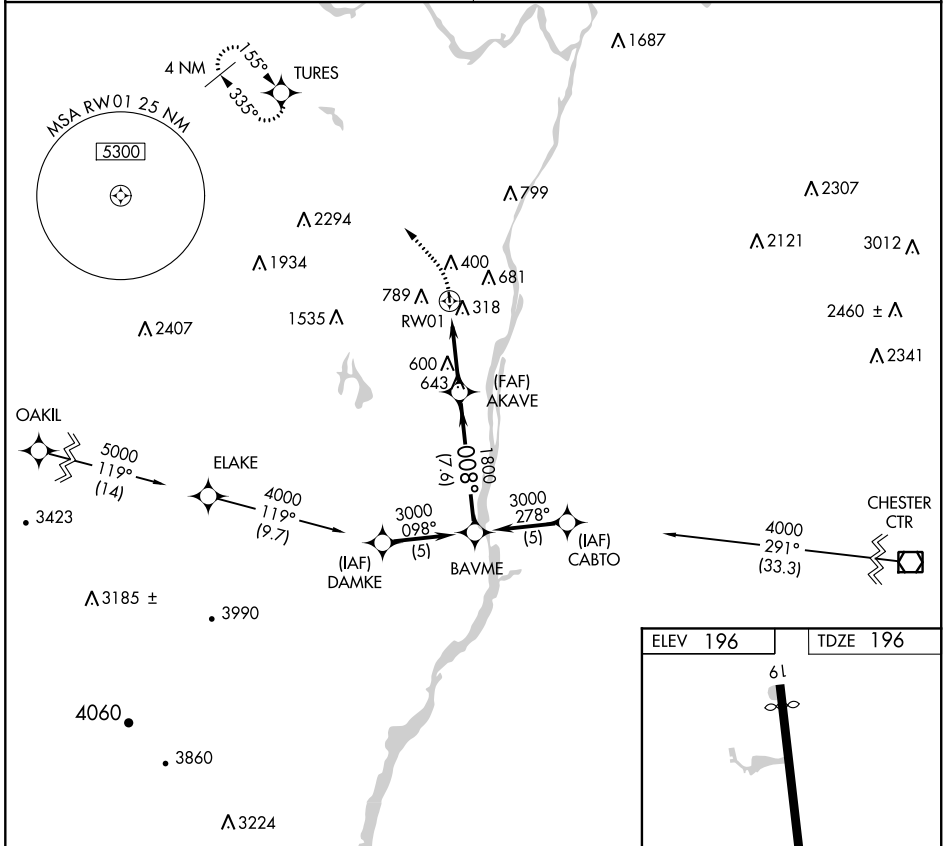 1687
4 NM
155°
335°
TURES
MSA RW01 25 NM
5300
799
2307
2294
2121
3012
1934
400
681
789
318
RW01
1535
2460 ±
2407
2341
600
643
(FAF)
AKAVE
OAKIL
5000
119°
(14)
ELAKE
1800
008°
(7.6)
4000
119°
(9.7)
3423
3000
098°
(5)
3000
278°
(5)
CHESTER
CTR
4000
291°
(33.3)
(IAF)
DAMKE
BAVME
(IAF)
CABTO
3185 ±
3990
ELEV 196
TDZE 196
19
4060
3860
3224